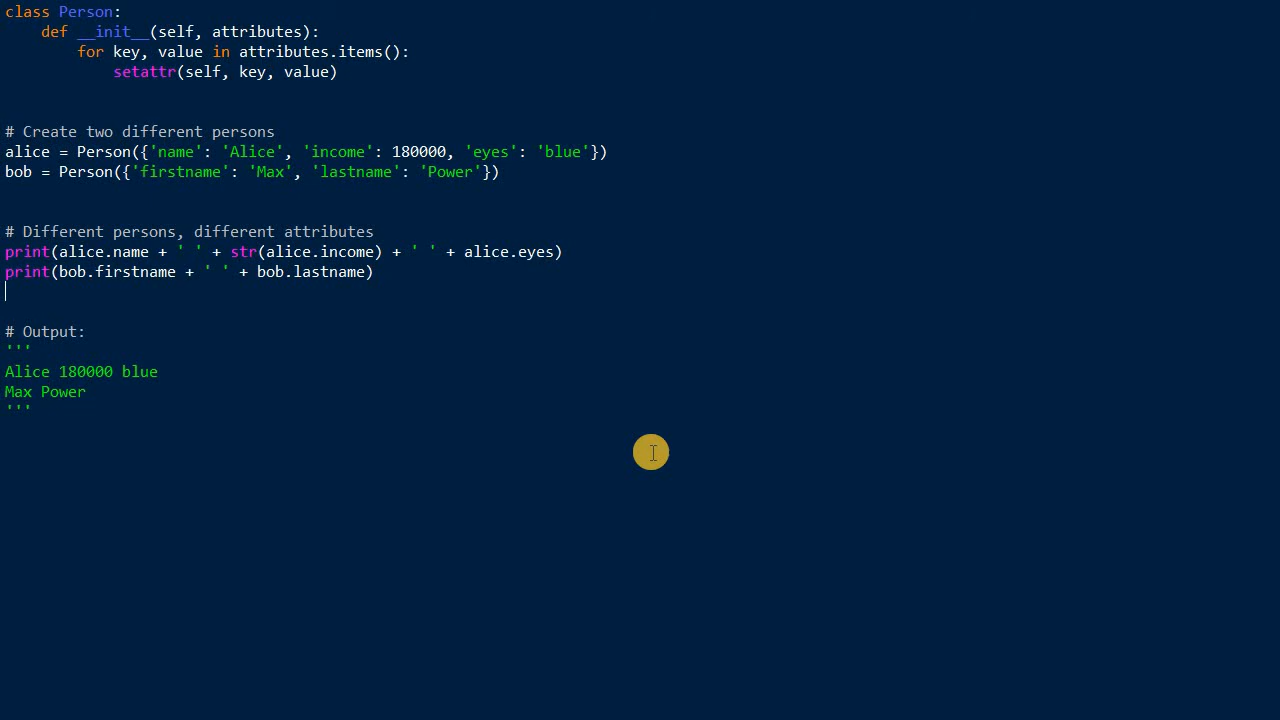 class Person:
    def __init__(self, attributes):
        for key, value in attributes.items():
            setattr(self, key, value)
# Create two different persons
alice = Person({'name': 'Alice', 'income': 180000, 'eyes': 'blue'})
bob = Person({'firstname': 'Max', 'lastname': 'Power'})
# Different persons, different attributes
print(alice.name + ' ' + str(alice.income) + ' ' + alice.eyes)
print(bob.firstname + ' ' + bob.lastname)
# Output:
'''
Alice 180000 blue
Max Power
'''